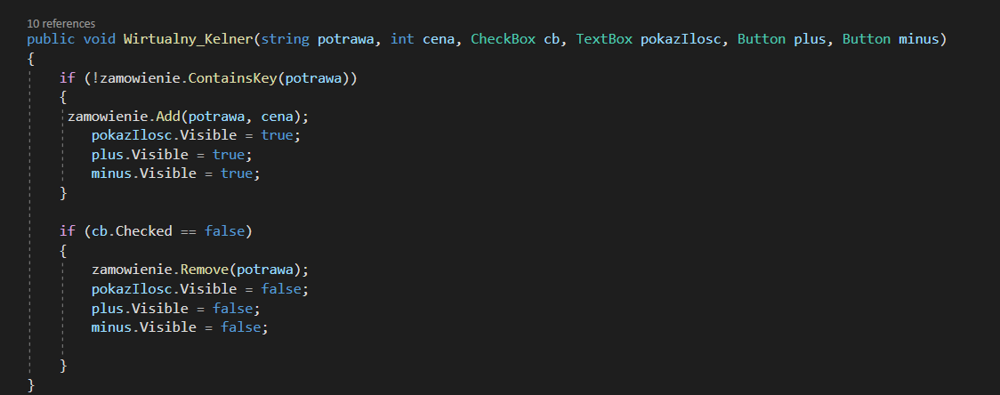 10 references
public void Wirtualny_Kelner(string potrawa, int cena, CheckBox cb, TextBox pokazIlosc, Button plus, Button minus)
{
if (!zamowienie.ContainsKey(potrawa))
{
zamowienie.Add(potrawa, cena);
pokazIlosc.Visible = true;
plus.Visible = true;
minus.Visible = true;
}
if (cb.Checked == false)
{
zamowienie.Remove(potrawa);
pokazIlosc.Visible = false;
plus.Visible = false;
minus.Visible = false;
}
}